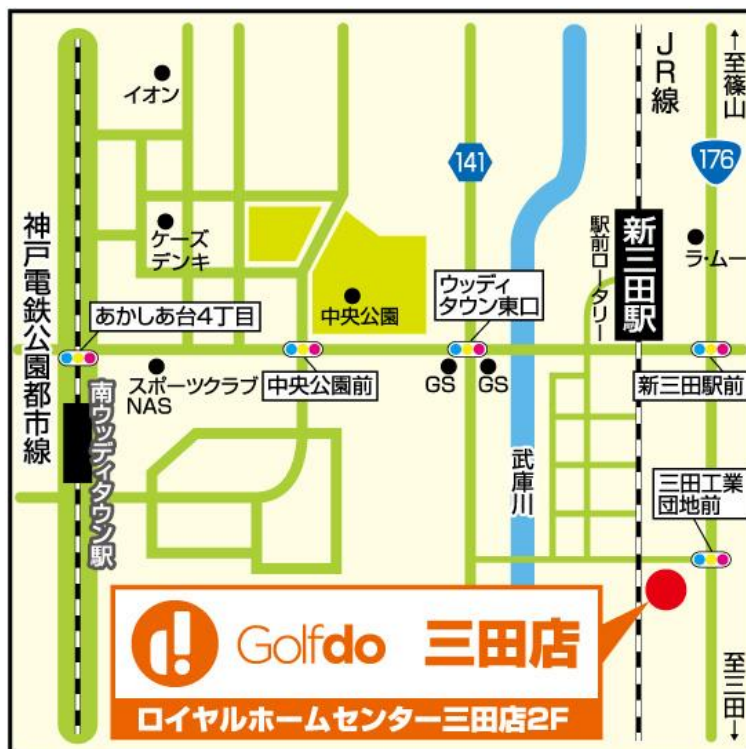 イオン
JR線
↑至篠山
141
176
神戸電鉄公園都市線
ケーズ
デンキ
新三田駅
駅前ロータリー
ラ・ムー
ウッディ
タウン東口
中央公園
あかしあ台4丁目
スポーツクラブ
NAS
中央公園前
GS
GS
新三田駅前
南ウッディタウン駅
武庫川
三田工業
団地前
Golfdo 三田店
至三田↓
ロイヤルホームセンター三田店2F